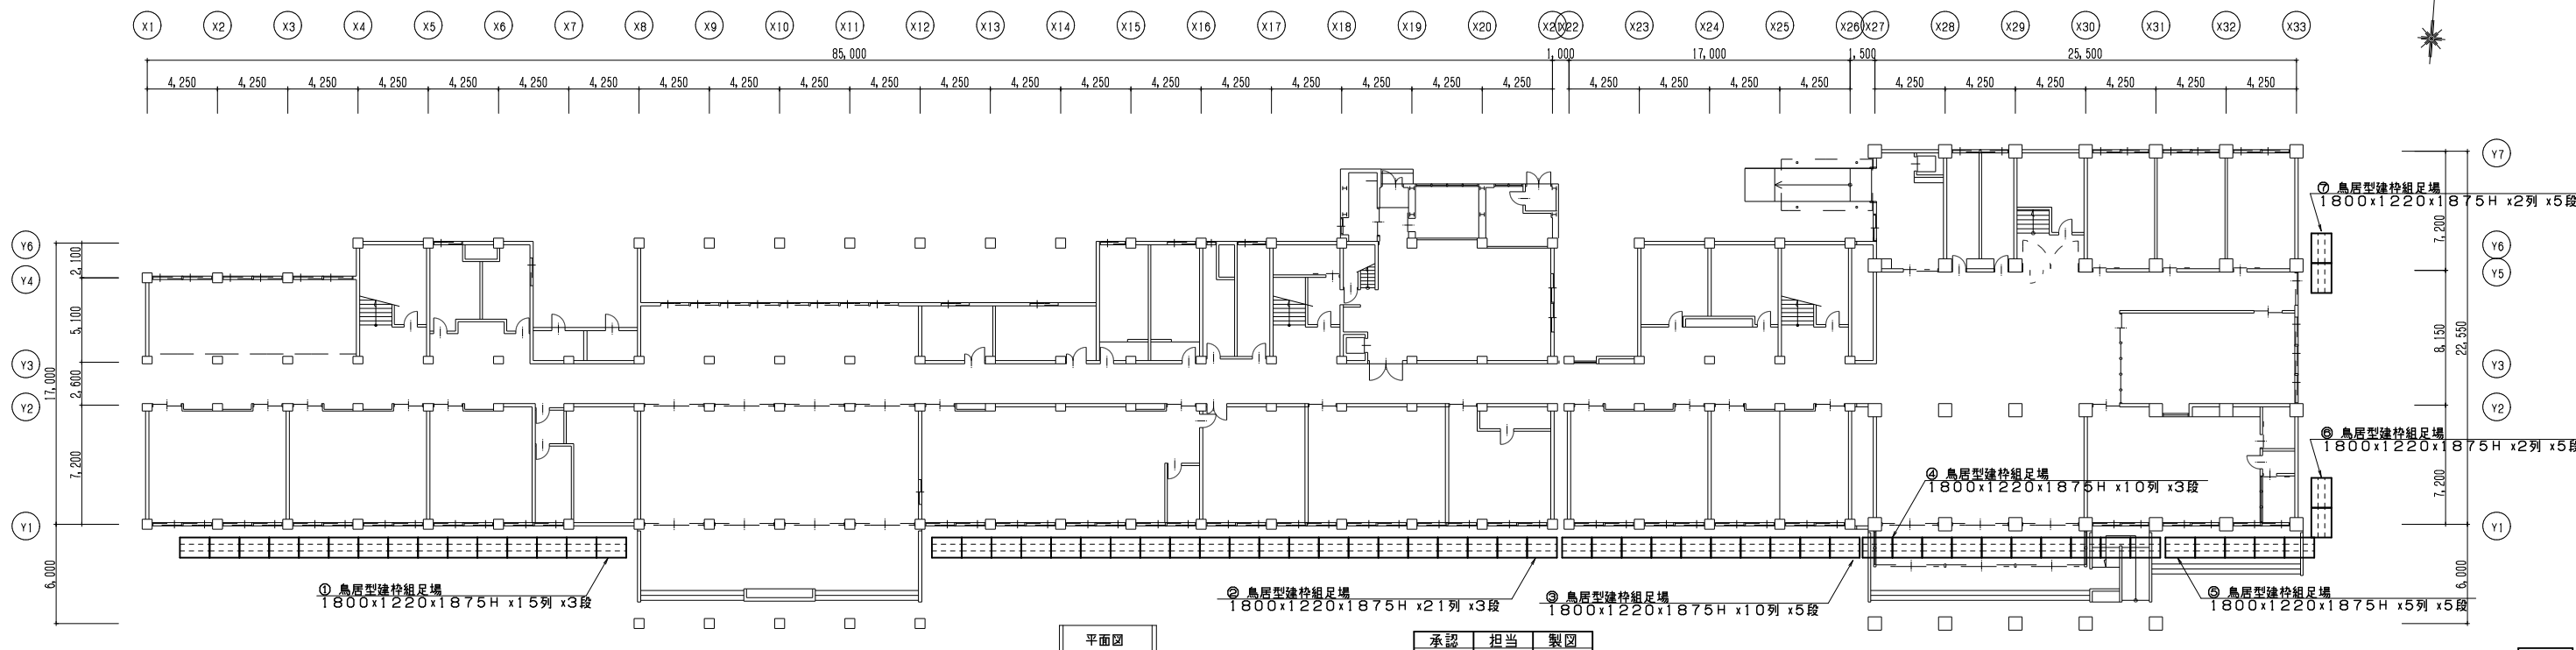 X1 X2 X3 X4 X5 X6 X7 X8 X9 X10 X11 X12 X13 X14 X15 X16 X17 X18 X19 X20 X21 X22 X23 X24 X25 X26 X27 X28 X29 X30 X31 X32 X33
85,000 1,000 17,000 1,500 25,500
4,250 4,250 4,250 4,250 4,250 4,250 4,250 4,250 4,250 4,250 4,250 4,250 4,250 4,250 4,250 4,250 4,250 4,250 4,250 4,250 4,250 4,250 4,250 4,250 4,250 4,250 4,250 4,250 4,250 4,250
Y6
Y4
Y3
Y2
Y1
2,100
5,100
2,600
7,200
17,000
6,000
Y7
Y6
Y5
Y3
Y2
Y1
7,200
8,150
7,200
22,550
6,000
⑦ 鳥居型建枠組足場
1800x1220x1875H x2列 x5段
⑥ 鳥居型建枠組足場
1800x1220x1875H x2列 x5段
④ 鳥居型建枠組足場
1800x1220x1875H x10列 x3段
① 鳥居型建枠組足場
1800x1220x1875H x15列 x3段
② 鳥居型建枠組足場
1800x1220x1875H x21列 x3段
③ 鳥居型建枠組足場
1800x1220x1875H x10列 x5段
⑤ 鳥居型建枠組足場
1800x1220x1875H x5列 x5段
平面図
承認 担当 製図